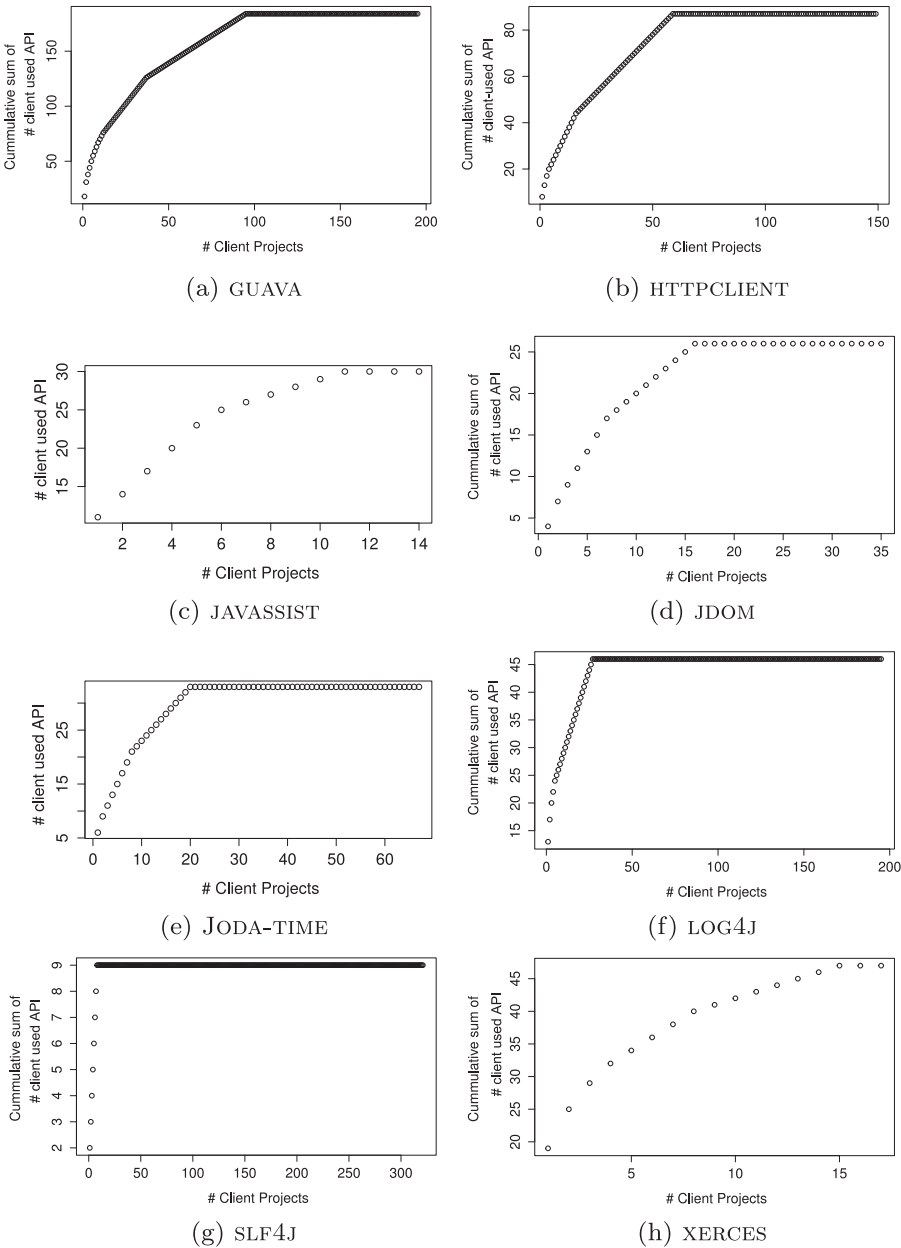 Cummulative sum of
# client used API
50
100
150
0
50
100
150
200
# Client Projects
(a) GUAVA
Cummulative sum of
# client-used API
20
40
60
80
0
50
100
150
# Client Projects
(b) HTTPCLIENT
# client used API
15
20
25
30
2
4
6
8
10
12
14
# Client Projects
(c) JAVASSIST
Cummulative sum of
# client used API
5
10
15
20
25
0
5
10
15
20
25
30
35
# Client Projects
(d) JDOM
# client used API
5
15
25
0
10
20
30
40
50
60
# Client Projects
(e) JODA-TIME
Cummulative sum of
# client used API
15
20
25
30
35
40
45
0
50
100
150
200
# Client Projects
(f) LOG4J
Cummulative sum of
# client used API
2
3
4
5
6
7
8
9
0
50
100
150
200
250
300
# Client Projects
(g) SLF4J
Cummulative sum of
# client used API
20
25
30
35
40
45
5
10
15
# Client Projects
(h) XERCES